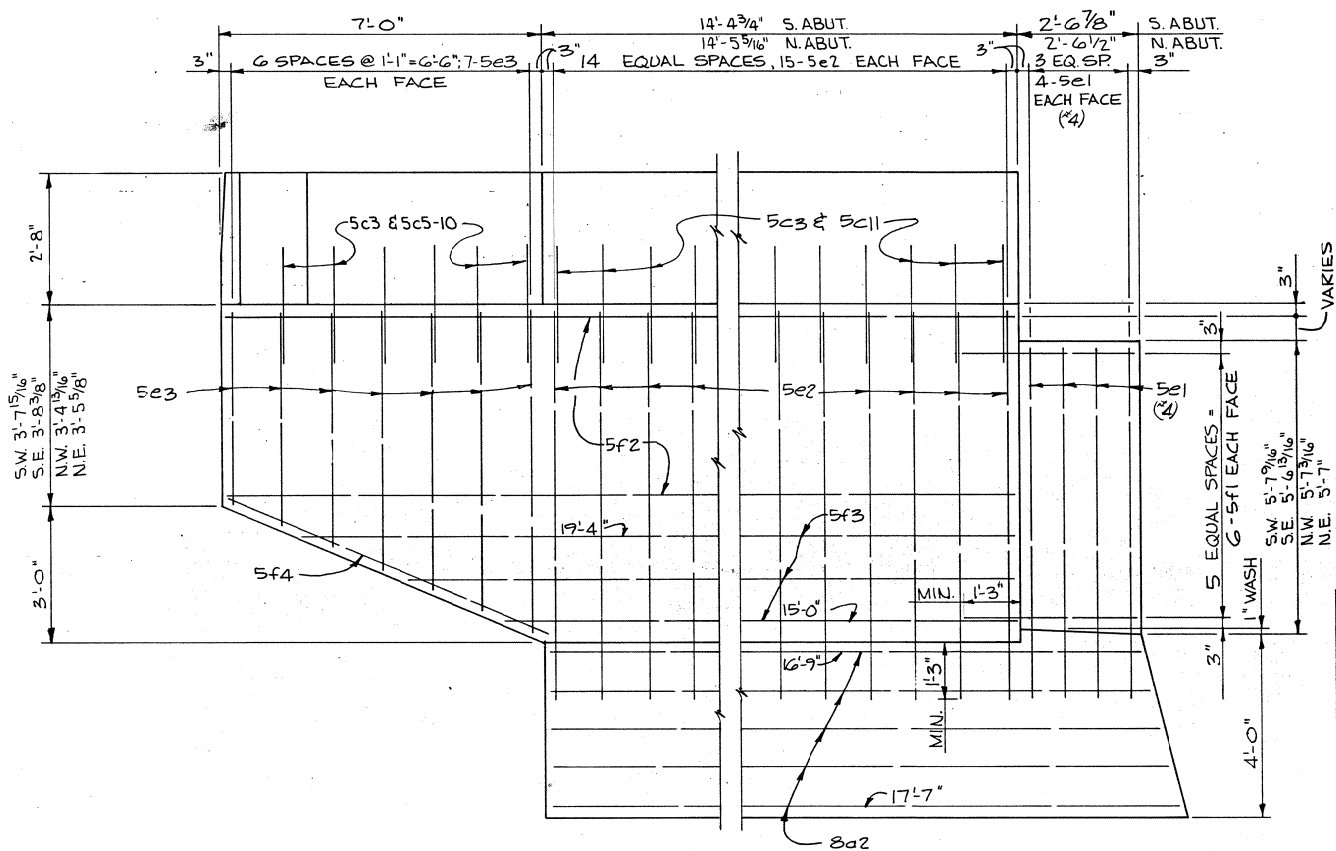 7'-0"
14'-4 3/4" S. ABUT.
14'-5 5/16" N. ABUT.
2'-6 7/8" S. ABUT.
2'-6 1/2" N. ABUT.
3"
6 SPACES @ 1'-1"=6'-6"; 7-5e3
EACH FACE
3"
14 EQUAL SPACES, 15-5e2 EACH FACE
3"
3 EQ. SP.
4-5e1
EACH FACE
(*4)
3"
2'-8"
5c3 & 5c5-10
5c3 & 5c11
3"
VARIES
3"
S.W. 3'-7 15/16"
S.E. 3'-8 3/8"
N.W. 3'-4 13/16"
N.E. 3'-5 5/8"
5e3
5e2
5e1
(*4)
5f2
5 EQUAL SPACES =
6-5f1 EACH FACE
S.W. 5'-7 9/16"
S.E. 5'-6 13/16"
N.W. 5'-7 3/16"
N.E. 5'-7"
19'-4"
5f3
5f4
3'-0"
MIN. 1'-3"
15'-0"
1" WASH
3"
16'-9"
1'-3"
MIN.
4'-0"
17'-7"
8a2